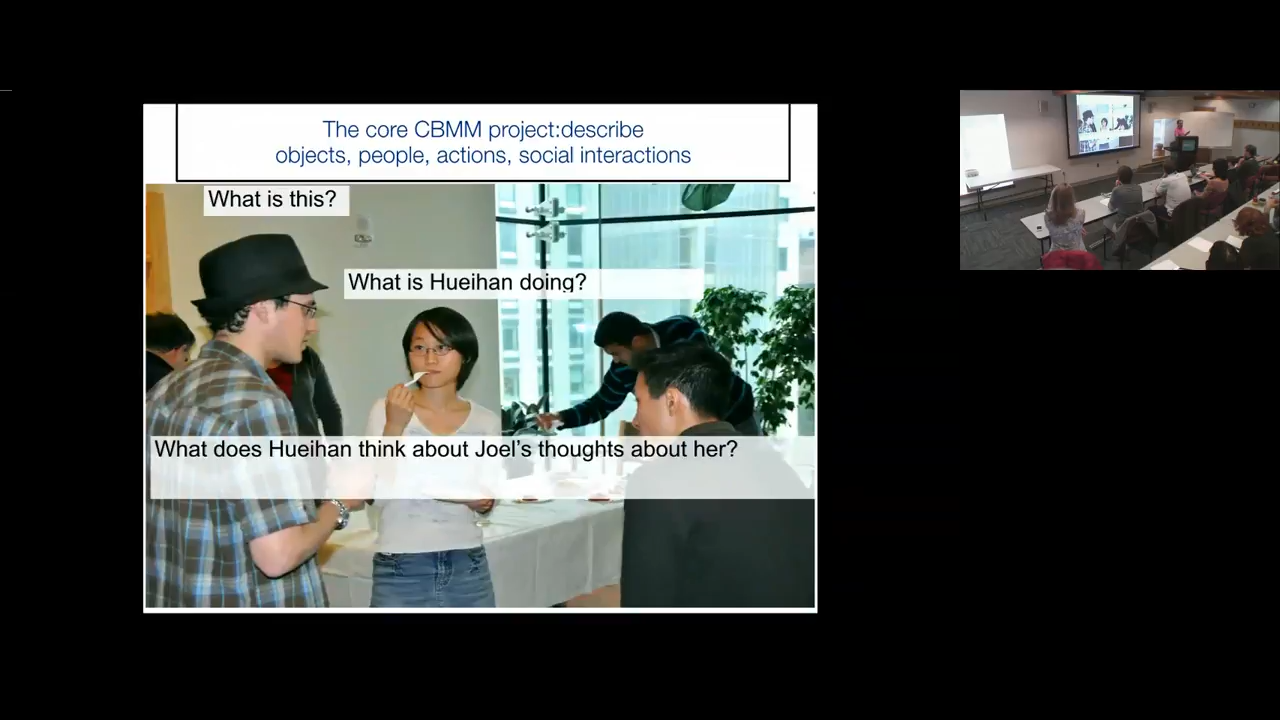 The core CBMM project:describe
objects, people, actions, social interactions
What is this?
What is Hueihan doing?
What does Hueihan think about Joel's thoughts about her?